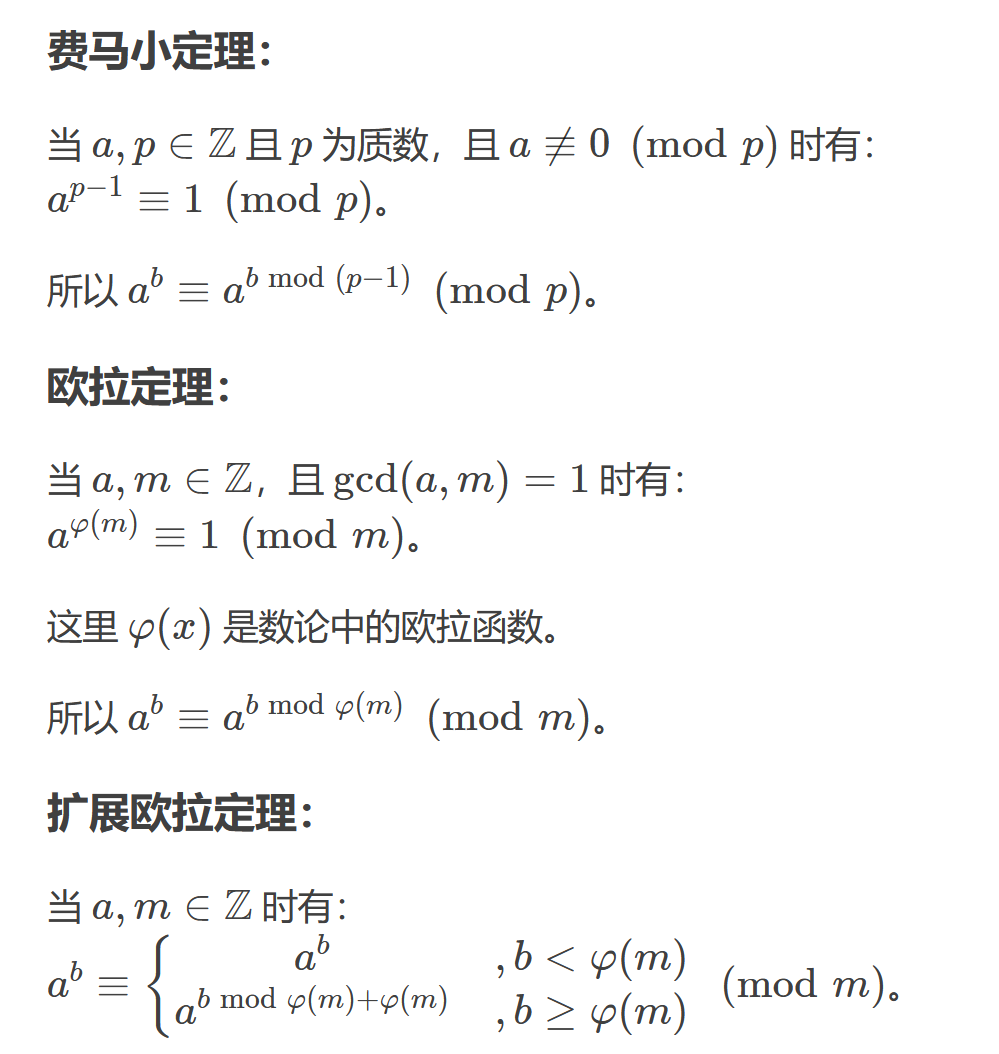 费马小定理：
当 $a, p \in \mathbb{Z}$ 且 $p$ 为质数，且 $a \not\equiv 0 \pmod{p}$ 时有：
$a^{p-1} \equiv 1 \pmod{p}$。
所以 $a^b \equiv a^{b \bmod (p-1)} \pmod{p}$。
欧拉定理：
当 $a, m \in \mathbb{Z}$，且 $\gcd(a, m) = 1$ 时有：
$a^{\varphi(m)} \equiv 1 \pmod{m}$。
这里 $\varphi(x)$ 是数论中的欧拉函数。
所以 $a^b \equiv a^{b \bmod \varphi(m)} \pmod{m}$。
扩展欧拉定理：
当 $a, m \in \mathbb{Z}$ 时有：
$a^b \equiv \begin{cases} a^b & , b < \varphi(m) \\ a^{b \bmod \varphi(m) + \varphi(m)} & , b \geq \varphi(m) \end{cases} \pmod{m}$。